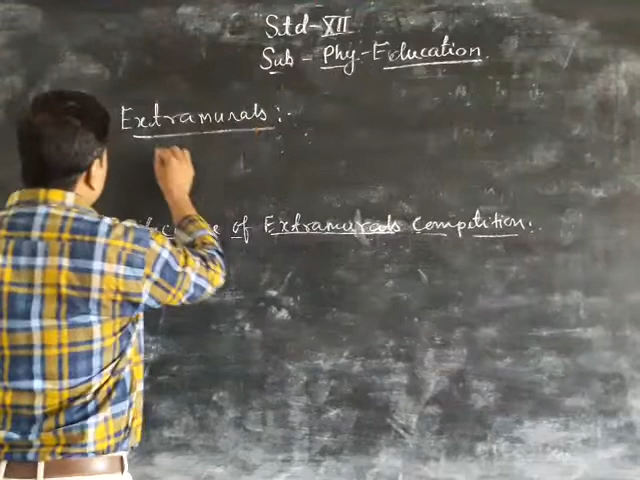 Std-XII
Sub - Phy-Education
Extramurals :-
of Extramurals competition :